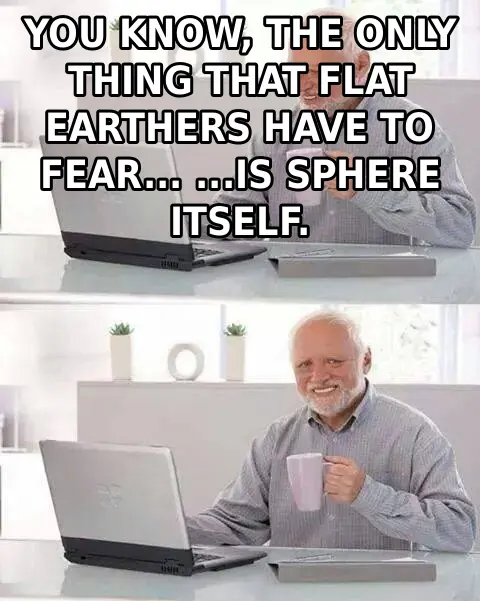 YOU KNOW, THE ONLY
THING THAT FLAT
EARTHERS HAVE TO
FEAR... ...IS SPHERE
ITSELF.